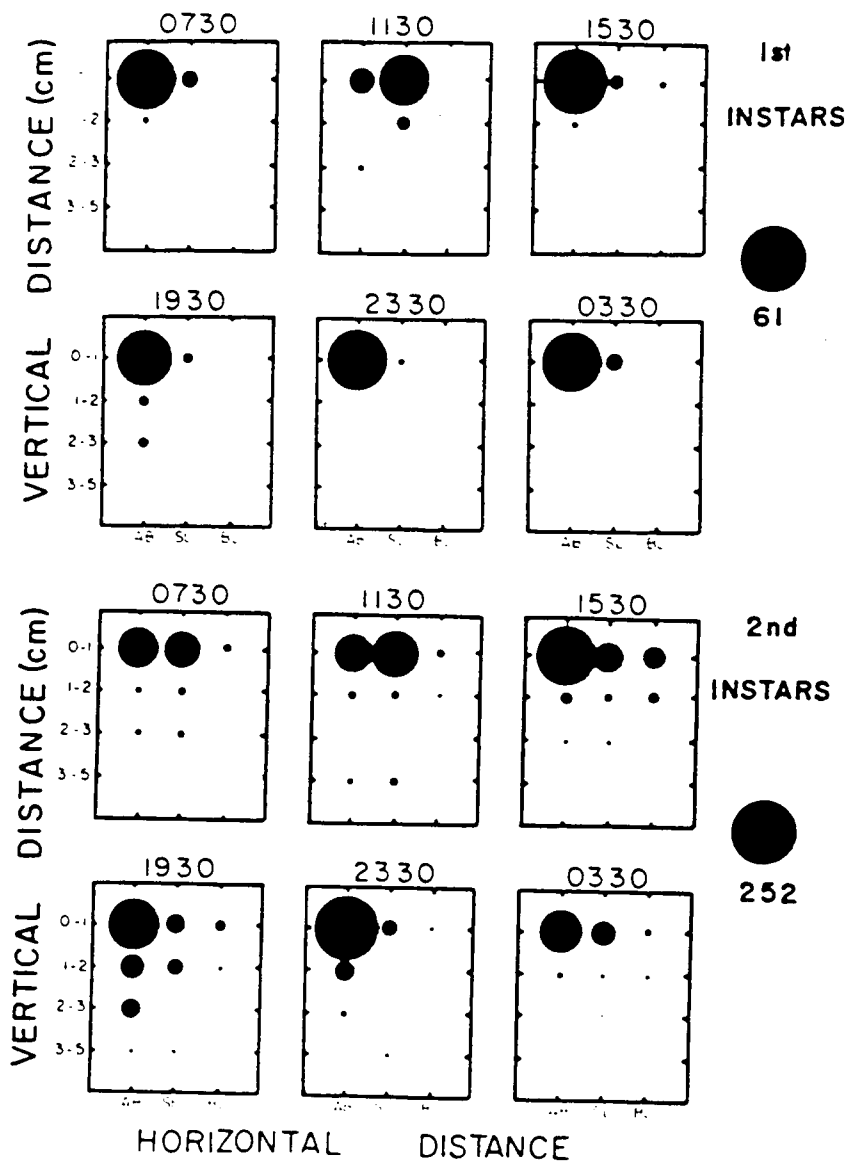 0730 1130 1530
1st
INSTARS
-2
2-3
3-5
61
1930 2330 0330
0-1
1-2
2-3
3-5
VERTICAL DISTANCE (cm)
0730 1130 1530
2nd
INSTARS
0-1
1-2
2-3
3-5
252
1930 2330 0330
0-1
1-2
2-3
3-5
VERTICAL DISTANCE (cm)
HORIZONTAL DISTANCE